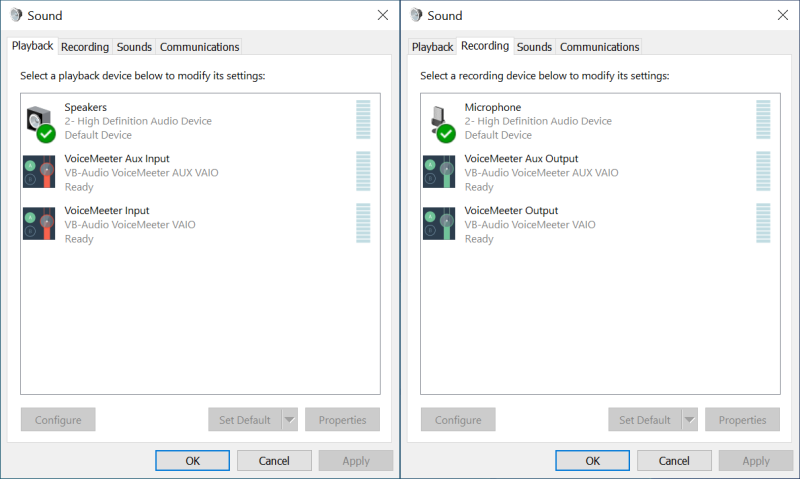 Sound
Playback Recording Sounds Communications
Select a playback device below to modify its settings:
Speakers
2- High Definition Audio Device
Default Device
VoiceMeeter Aux Input
VB-Audio VoiceMeeter AUX VAIO
Ready
VoiceMeeter Input
VB-Audio VoiceMeeter VAIO
Ready
Configure Set Default Properties
OK Cancel Apply
Sound
Playback Recording Sounds Communications
Select a recording device below to modify its settings:
Microphone
2- High Definition Audio Device
Default Device
VoiceMeeter Aux Output
VB-Audio VoiceMeeter AUX VAIO
Ready
VoiceMeeter Output
VB-Audio VoiceMeeter VAIO
Ready
Configure Set Default Properties
OK Cancel Apply